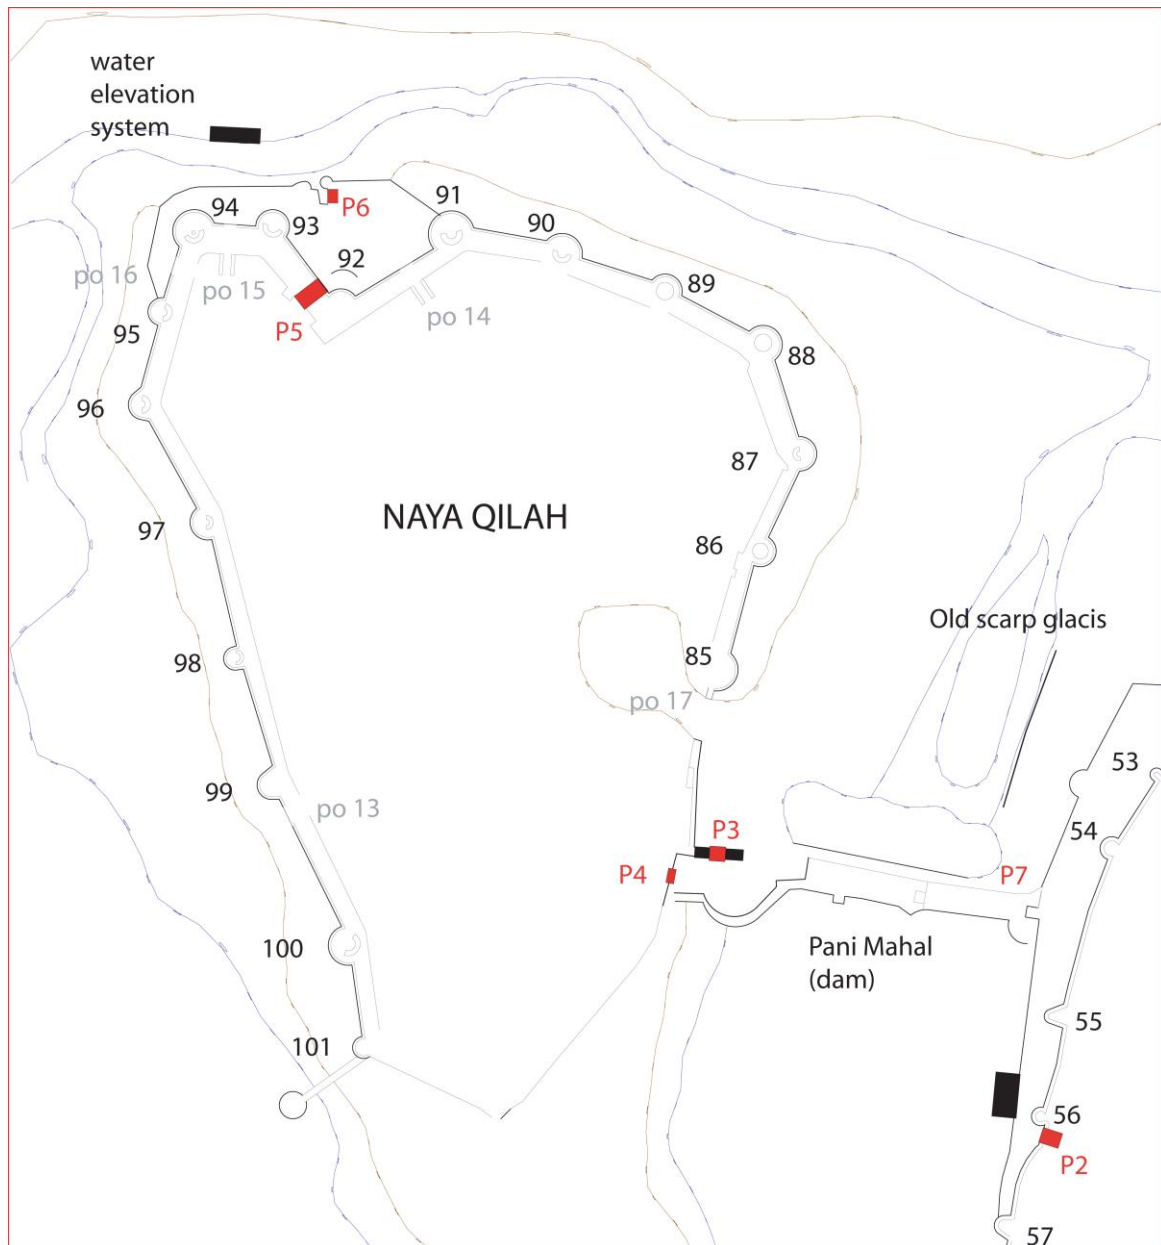 water
elevation
system
94
93
P6
91
90
92
po 16
po 15
89
po 14
95
P5
88
96
87
NAYA QILAH
97
86
Old scarp glacis
98
85
po 17
53
99
po 13
54
P3
P4
P7
100
Pani Mahal
(dam)
55
101
56
P2
57